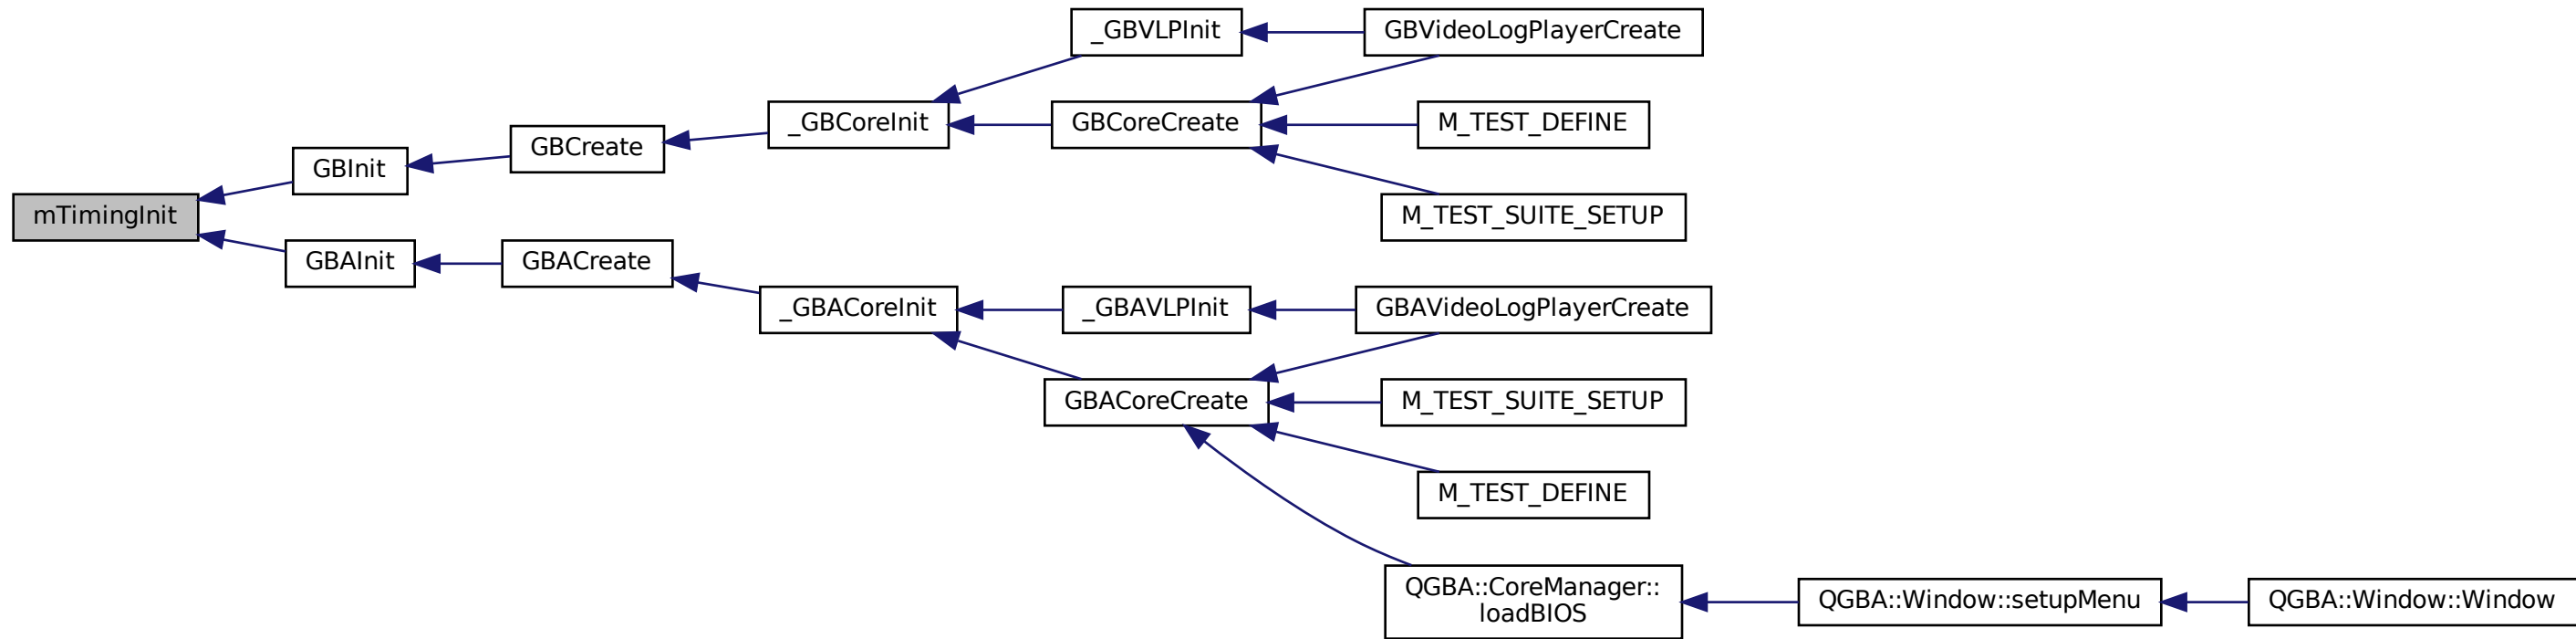 _GBVLPInit
GBVideoLogPlayerCreate
_GBCoreInit
GBCoreCreate
M_TEST_DEFINE
GBCreate
GBInit
mTimingInit
M_TEST_SUITE_SETUP
GBAInit
GBACreate
_GBACoreInit
_GBAVLPInit
GBAVideoLogPlayerCreate
GBACoreCreate
M_TEST_SUITE_SETUP
M_TEST_DEFINE
QGBA::CoreManager::
loadBIOS
QGBA::Window::setupMenu
QGBA::Window::Window